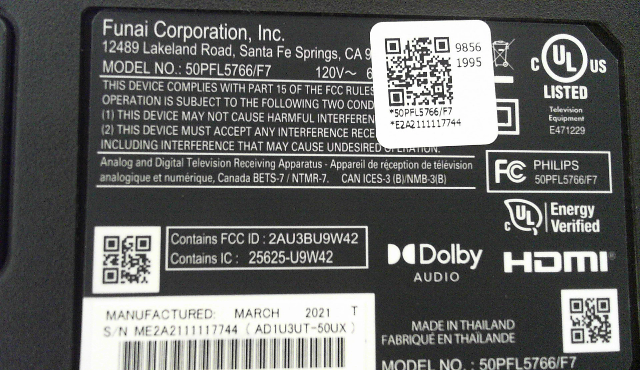 Funai Corporation, Inc.
12489 Lakeland Road, Santa Fe Springs, CA 9
MODEL NO.: 50PFL5766/F7 120V~ 6
THIS DEVICE COMPLIES WITH PART 15 OF THE FCC RULES
OPERATION IS SUBJECT TO THE FOLLOWING TWO COND
(1) THIS DEVICE MAY NOT CAUSE HARMFUL INTERFEREN
(2) THIS DEVICE MUST ACCEPT ANY INTERFERENCE RECE
INCLUDING INTERFERENCE THAT MAY CAUSE UNDESIRED OPERATION.
Analog and Digital Television Receiving Apparatus - Appareil de réception de télévision
analogique et numérique, Canada BETS-7 / NTMR-7. CAN ICES-3 (B)/NMB-3(B)
9856
1995
*50PFL5766/F7
*E2A2111117744
C UL US
LISTED
Television
Equipment
E471229
FC PHILIPS
50PFL5766/F7
C UL Energy
Verified
Contains FCC ID : 2AU3BU9W42
Contains IC : 25625-U9W42
Dolby
AUDIO
HDMI
MANUFACTURED: MARCH 2021 T
S/N ME2A2111117744 ( AD1U3UT-50UX )
MADE IN THAILAND
FABRIQUÉ EN THAÏLANDE
MODEL NO. : 50PFL5766/F7